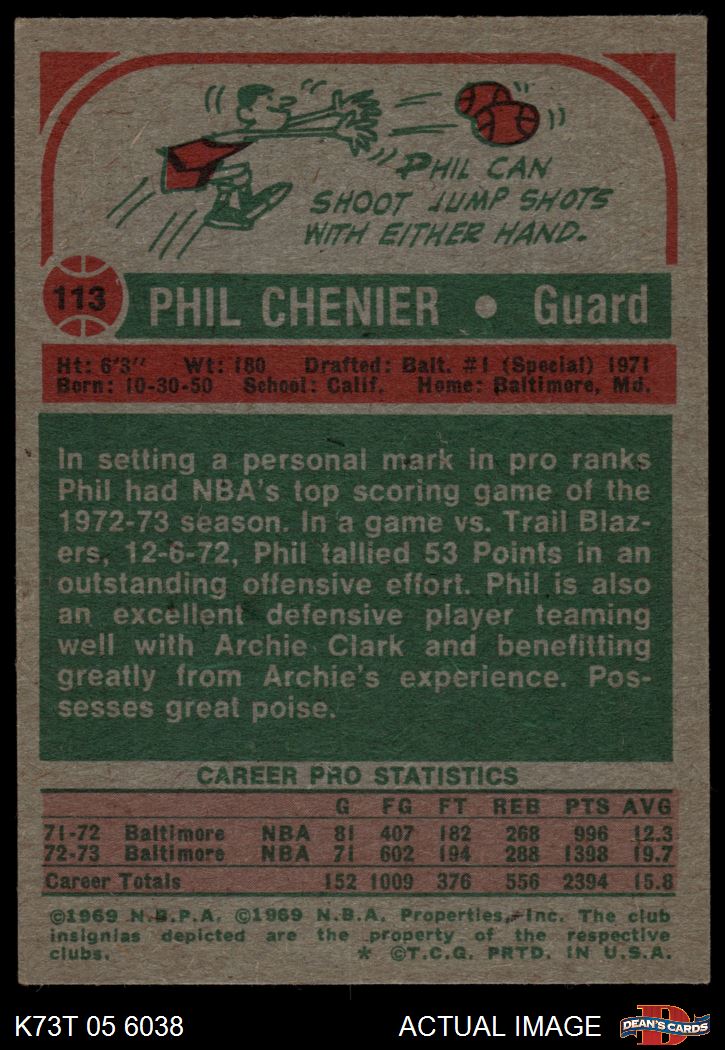 PHIL CAN
SHOOT JUMP SHOTS
WITH EITHER HAND.
113
PHIL CHENIER • Guard
Ht: 6'3" Wt: 180 Drafted: Balt. #1 (Special) 1971
Born: 10-30-50 School: Calif. Home: Baltimore, Md.
In setting a personal mark in pro ranks
Phil had NBA's top scoring game of the
1972-73 season. In a game vs. Trail Blaz-
ers, 12-6-72, Phil tallied 53 Points in an
outstanding offensive effort. Phil is also
an excellent defensive player teaming
well with Archie Clark and benefitting
greatly from Archie's experience. Pos-
sesses great poise.
CAREER PRO STATISTICS
G FG FT REB PTS AVG
71-72 Baltimore NBA 81 407 182 268 996 12.3
72-73 Baltimore NBA 71 602 194 288 1398 19.7
Career Totals 152 1009 376 556 2394 15.8
©1969 N.B.P.A. ©1969 N.B.A. Properties, Inc. The club
insignias depicted are the property of the respective
clubs. * ©T.C.G. PRTD. IN U.S.A.
K73T 05 6038 ACTUAL IMAGE DEAN'S CARDS